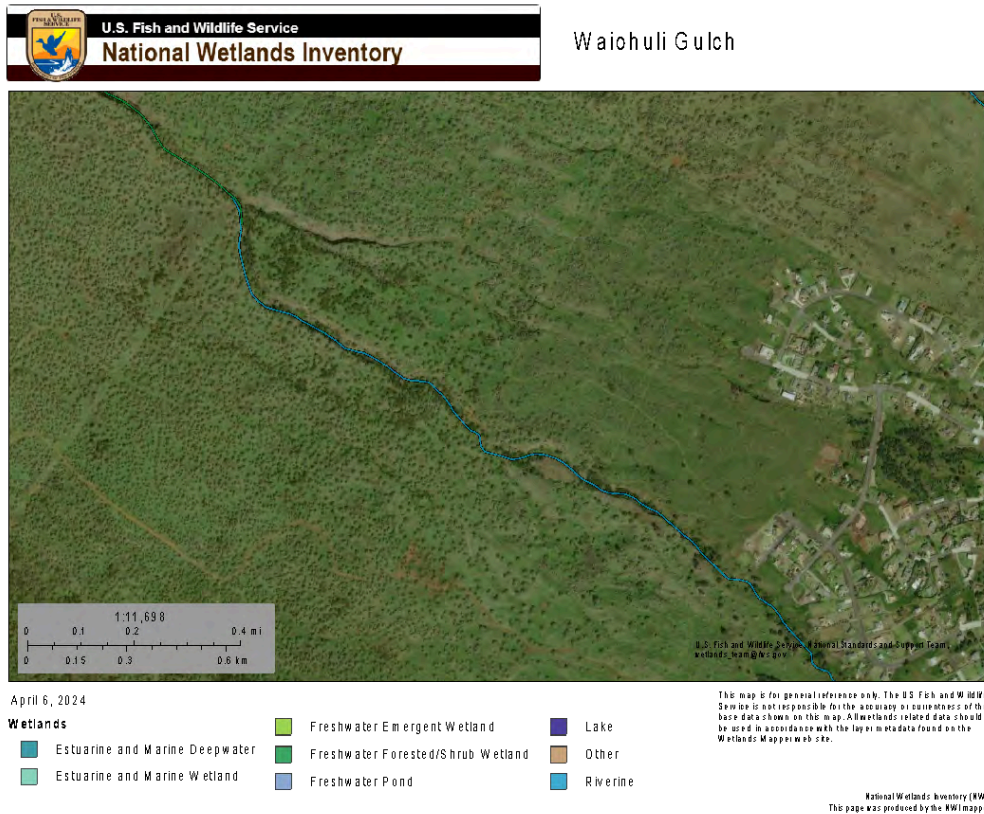 U.S. FISH & WILDLIFE SERVICE
U.S. Fish and Wildlife Service
National Wetlands Inventory
Waiohuli Gulch
1:11,698
0 0.1 0.2 0.4 mi
0 0.15 0.3 0.6 km
U.S. Fish and Wildlife Service, National Standards and Support Team,
wetlands_team@fws.gov
April 6, 2024
Wetlands
Estuarine and Marine Deepwater
Estuarine and Marine Wetland
Freshwater Emergent Wetland
Freshwater Forested/Shrub Wetland
Freshwater Pond
Lake
Other
Riverine
This map is for general reference only. The US Fish and Wildlif
Service is not responsible for the accuracy or currentness of th
base data shown on this map. All wetlands related data should
be used in accordance with the layer metadata found on the
Wetlands Mapper web site.
National Wetlands Inventory (NW
This page was produced by the NWI mapp